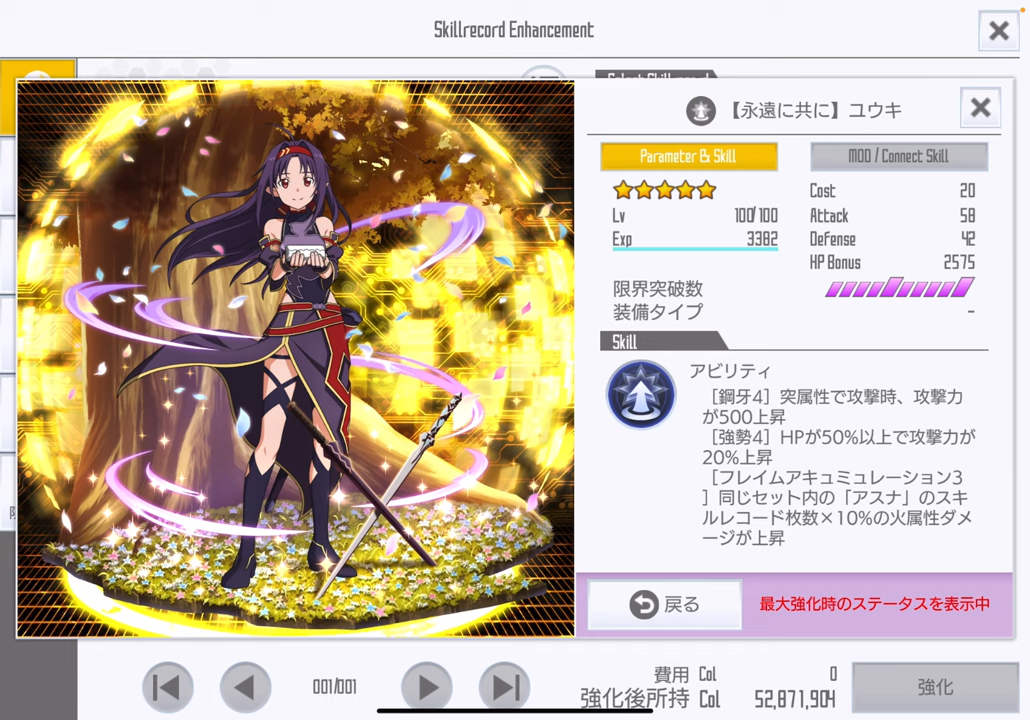 Skillrecord Enhancement
【永遠に共に】ユウキ
Parameter & Skill
MOD / Connect Skill
Lv 100/100
Exp 3382
Cost 20
Attack 58
Defense 42
HP Bonus 2575
限界突破数
装備タイプ -
Skill
アビリティ
［鋼牙4］突属性で攻撃時、攻撃力
が500上昇
［強勢4］HPが50%以上で攻撃力が
20%上昇
［フレイムアキュミュレーション3
］同じセット内の「アスナ」のスキ
ルレコード枚数×10%の火属性ダメ
ージが上昇
戻る
最大強化時のステータスを表示中
001/001
費用 Col 0
強化後所持 Col 52,871,904
強化